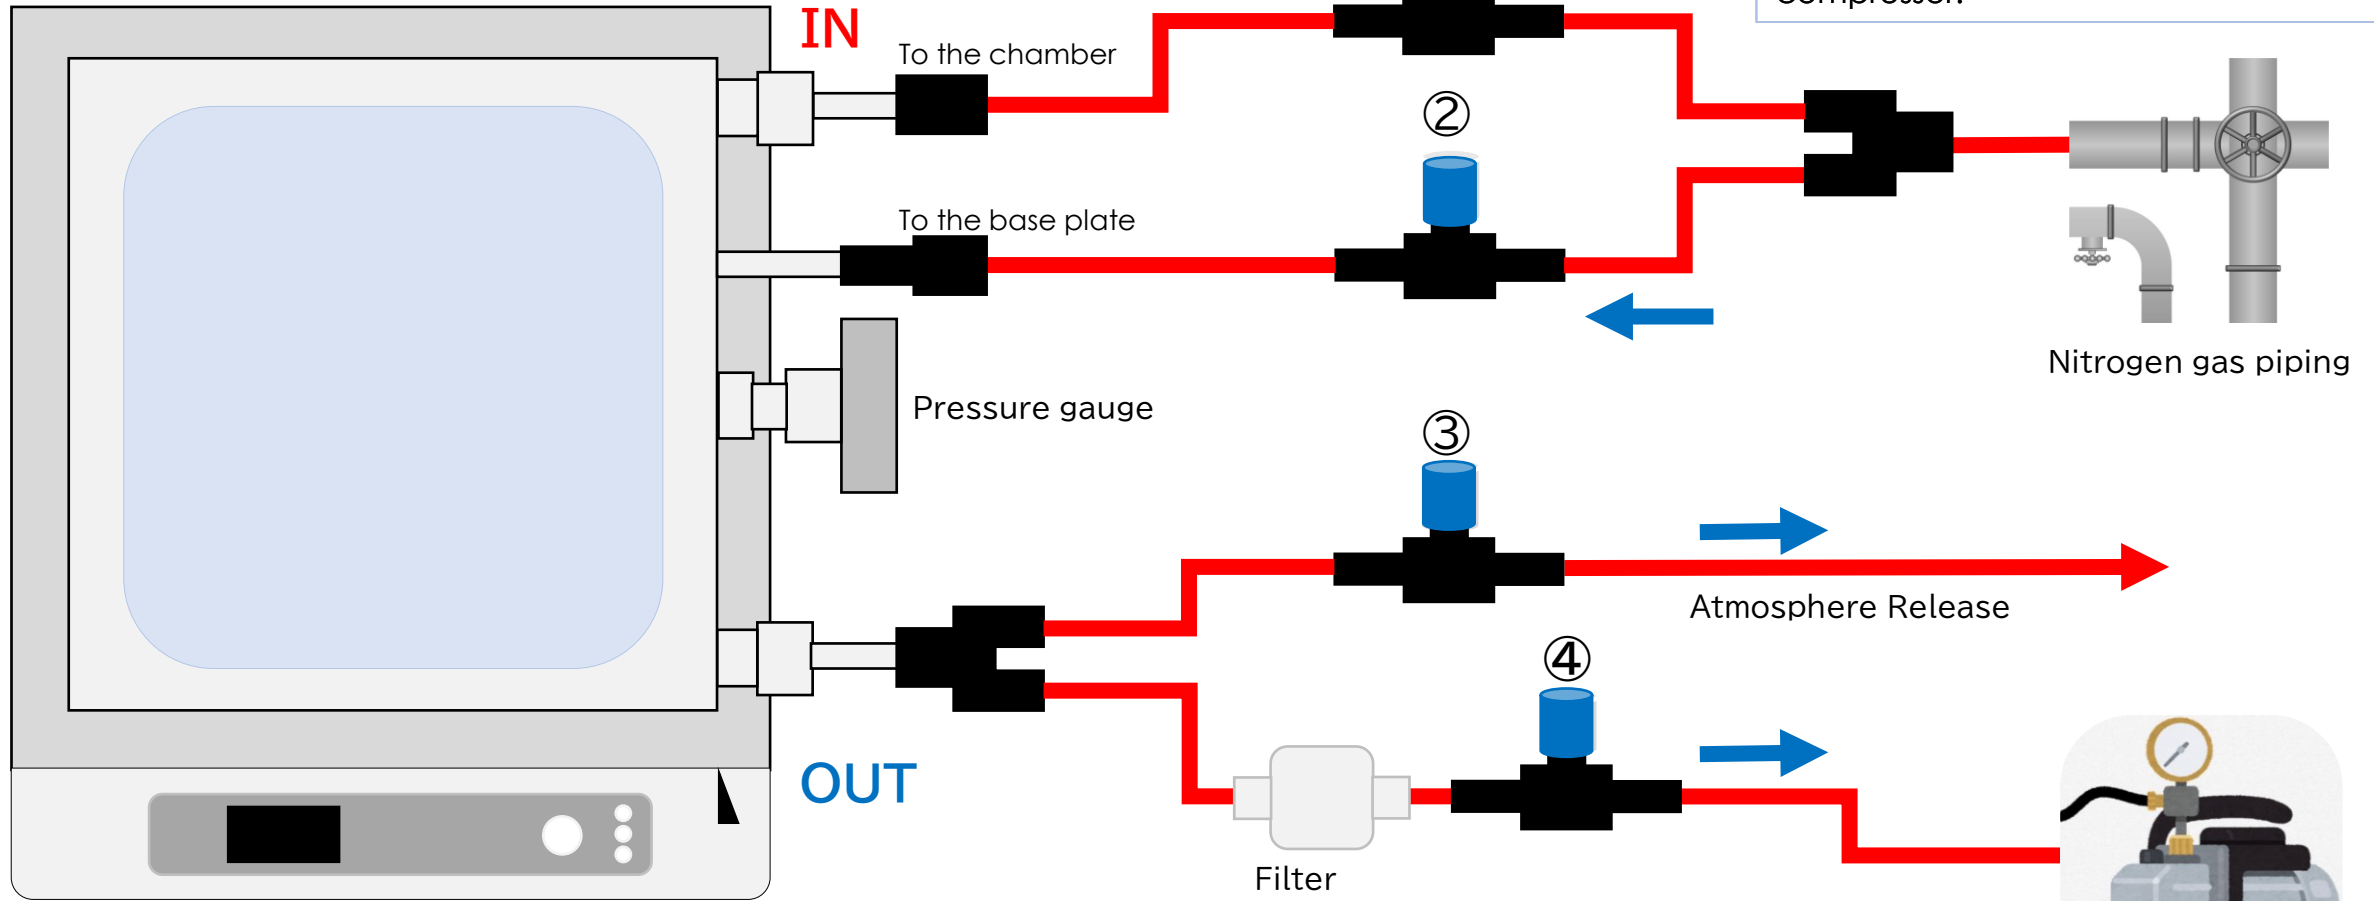 compressor.
IN
To the chamber
②
To the base plate
Nitrogen gas piping
Pressure gauge
③
Atmosphere Release
④
OUT
Filter